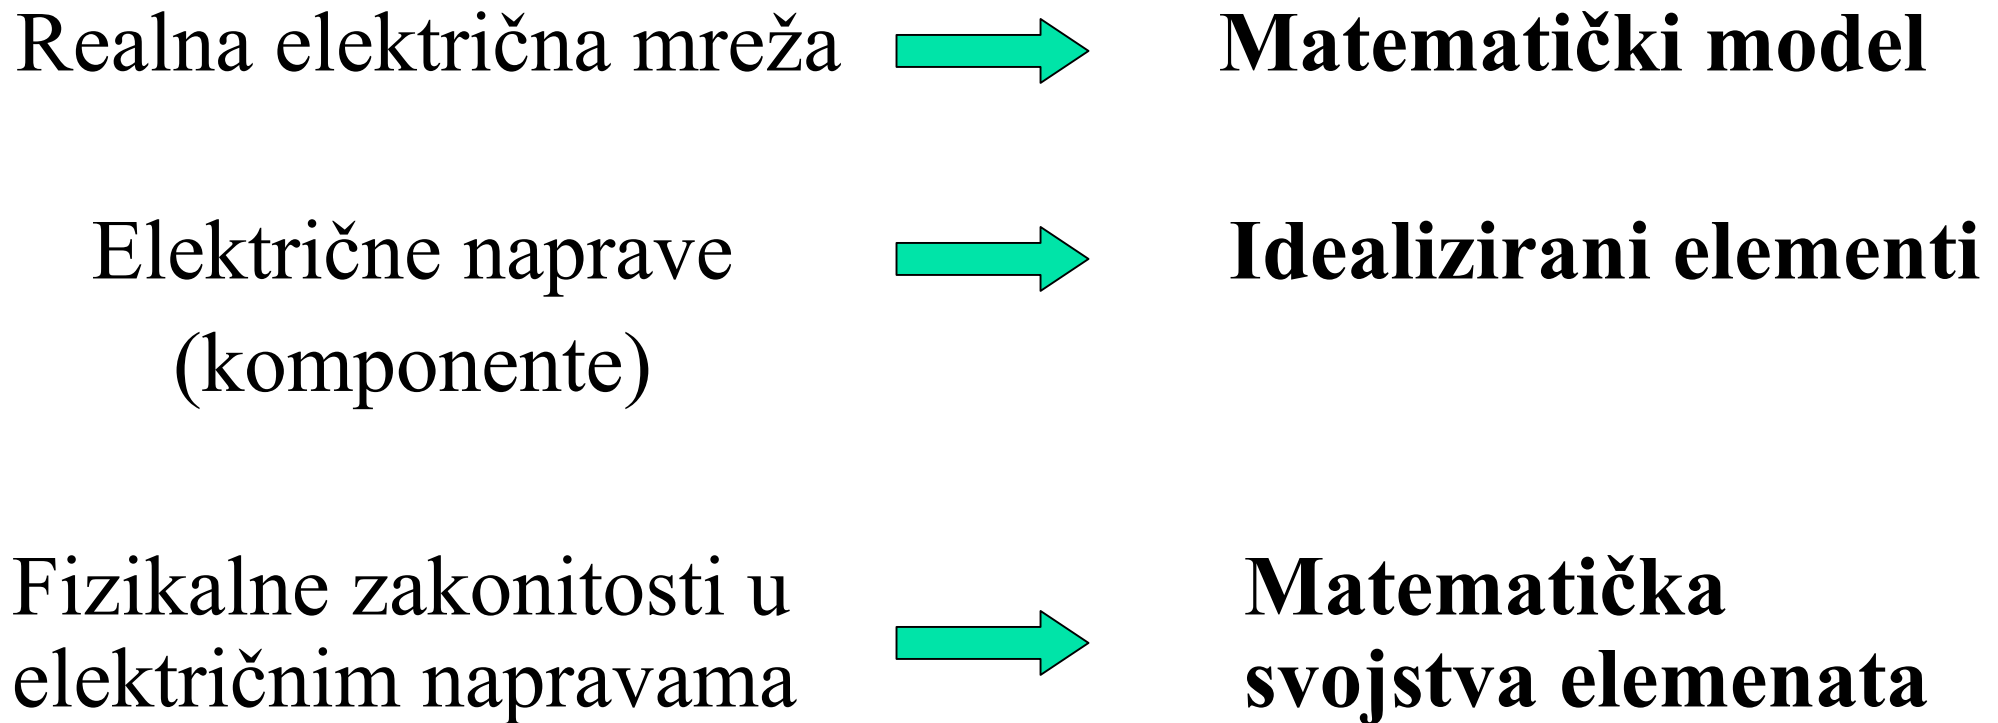 Realna električna mreža
Matematički model
Električne naprave
(komponente)
Idealizirani elementi
Fizikalne zakonitosti u
električnim napravama
Matematička
svojstva elemenata